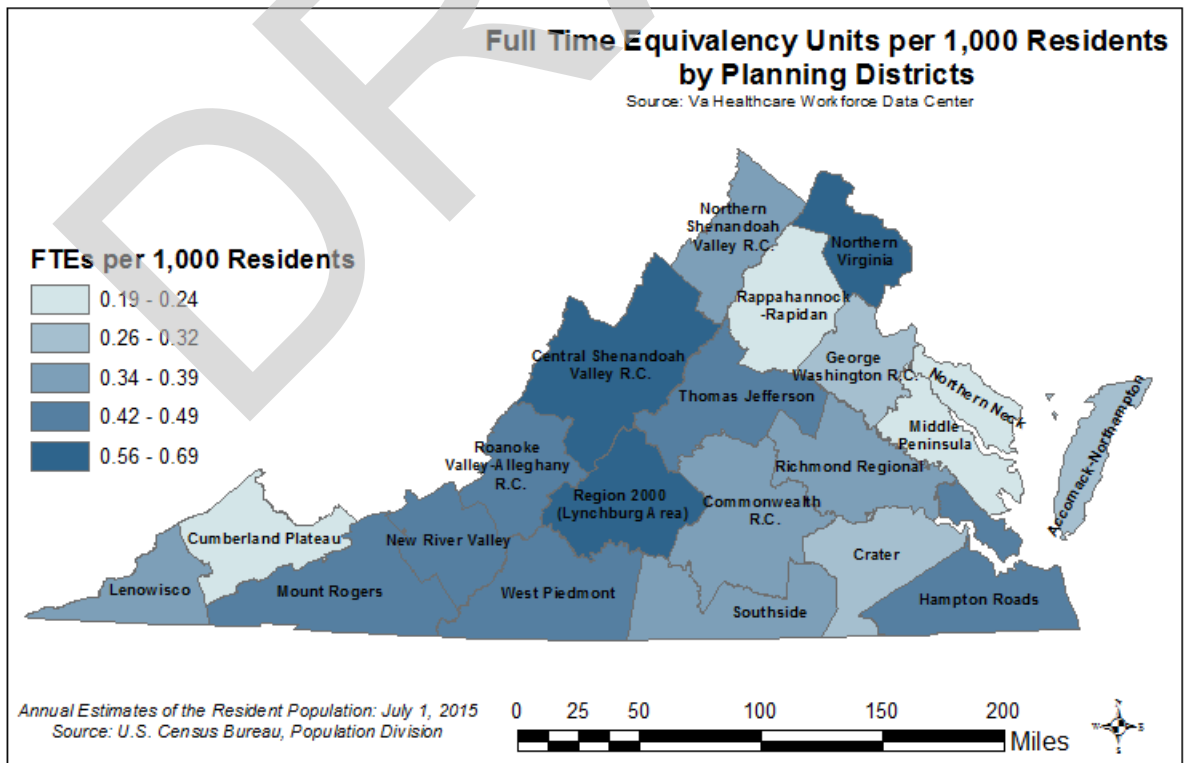 Full Time Equivalency Units per 1,000 Residents
by Planning Districts
Source: Va Healthcare Workforce Data Center
FTEs per 1,000 Residents
0.19 - 0.24
0.26 - 0.32
0.34 - 0.39
0.42 - 0.49
0.56 - 0.69
Northern
Shenandoah
Valley R.C.
Northern
Virginia
Rappahannock
-Rapidan
Central Shenandoah
Valley R.C.
George
Washington R.C.
Northern Neck
Thomas Jefferson
Middle
Peninsula
Accomack-Northampton
Roanoke
Valley-Alleghany
R.C.
Richmond Regional
Region 2000
(Lynchburg Area)
Commonwealth
R.C.
Cumberland Plateau
New River Valley
Crater
Lenowisco
Mount Rogers
West Piedmont
Southside
Hampton Roads
Annual Estimates of the Resident Population: July 1, 2015
Source: U.S. Census Bureau, Population Division
0 25 50 100 150 200
Miles
N
W E
S